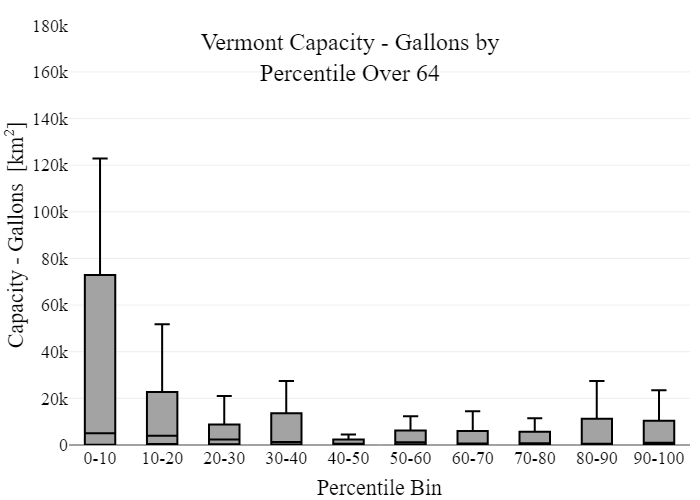 Vermont Capacity - Gallons by
Percentile Over 64
Capacity - Gallons [km²]
180k
160k
140k
120k
100k
80k
60k
40k
20k
0
0-10 10-20 20-30 30-40 40-50 50-60 60-70 70-80 80-90 90-100
Percentile Bin